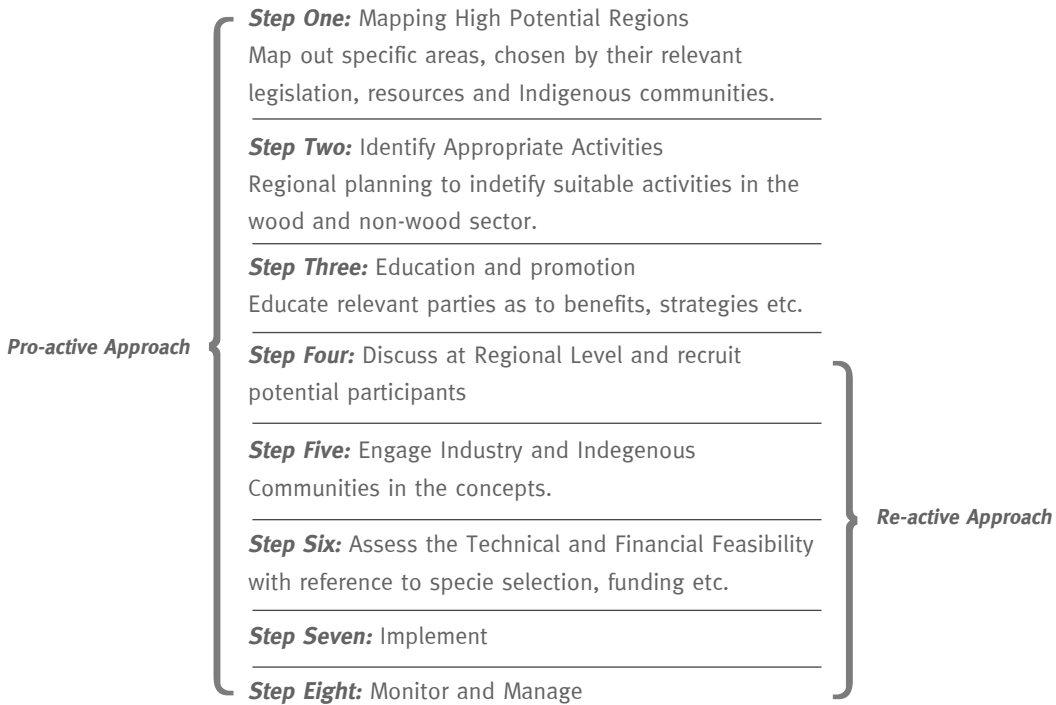 Step One: Mapping High Potential Regions
Map out specific areas, chosen by their relevant
legislation, resources and Indigenous communities.
Step Two: Identify Appropriate Activities
Regional planning to indetify suitable activities in the
wood and non-wood sector.
Step Three: Education and promotion
Educate relevant parties as to benefits, strategies etc.
Pro-active Approach
Step Four: Discuss at Regional Level and recruit
potential participants
Step Five: Engage Industry and Indegenous
Communities in the concepts.
Re-active Approach
Step Six: Assess the Technical and Financial Feasibility
with reference to specie selection, funding etc.
Step Seven: Implement
Step Eight: Monitor and Manage